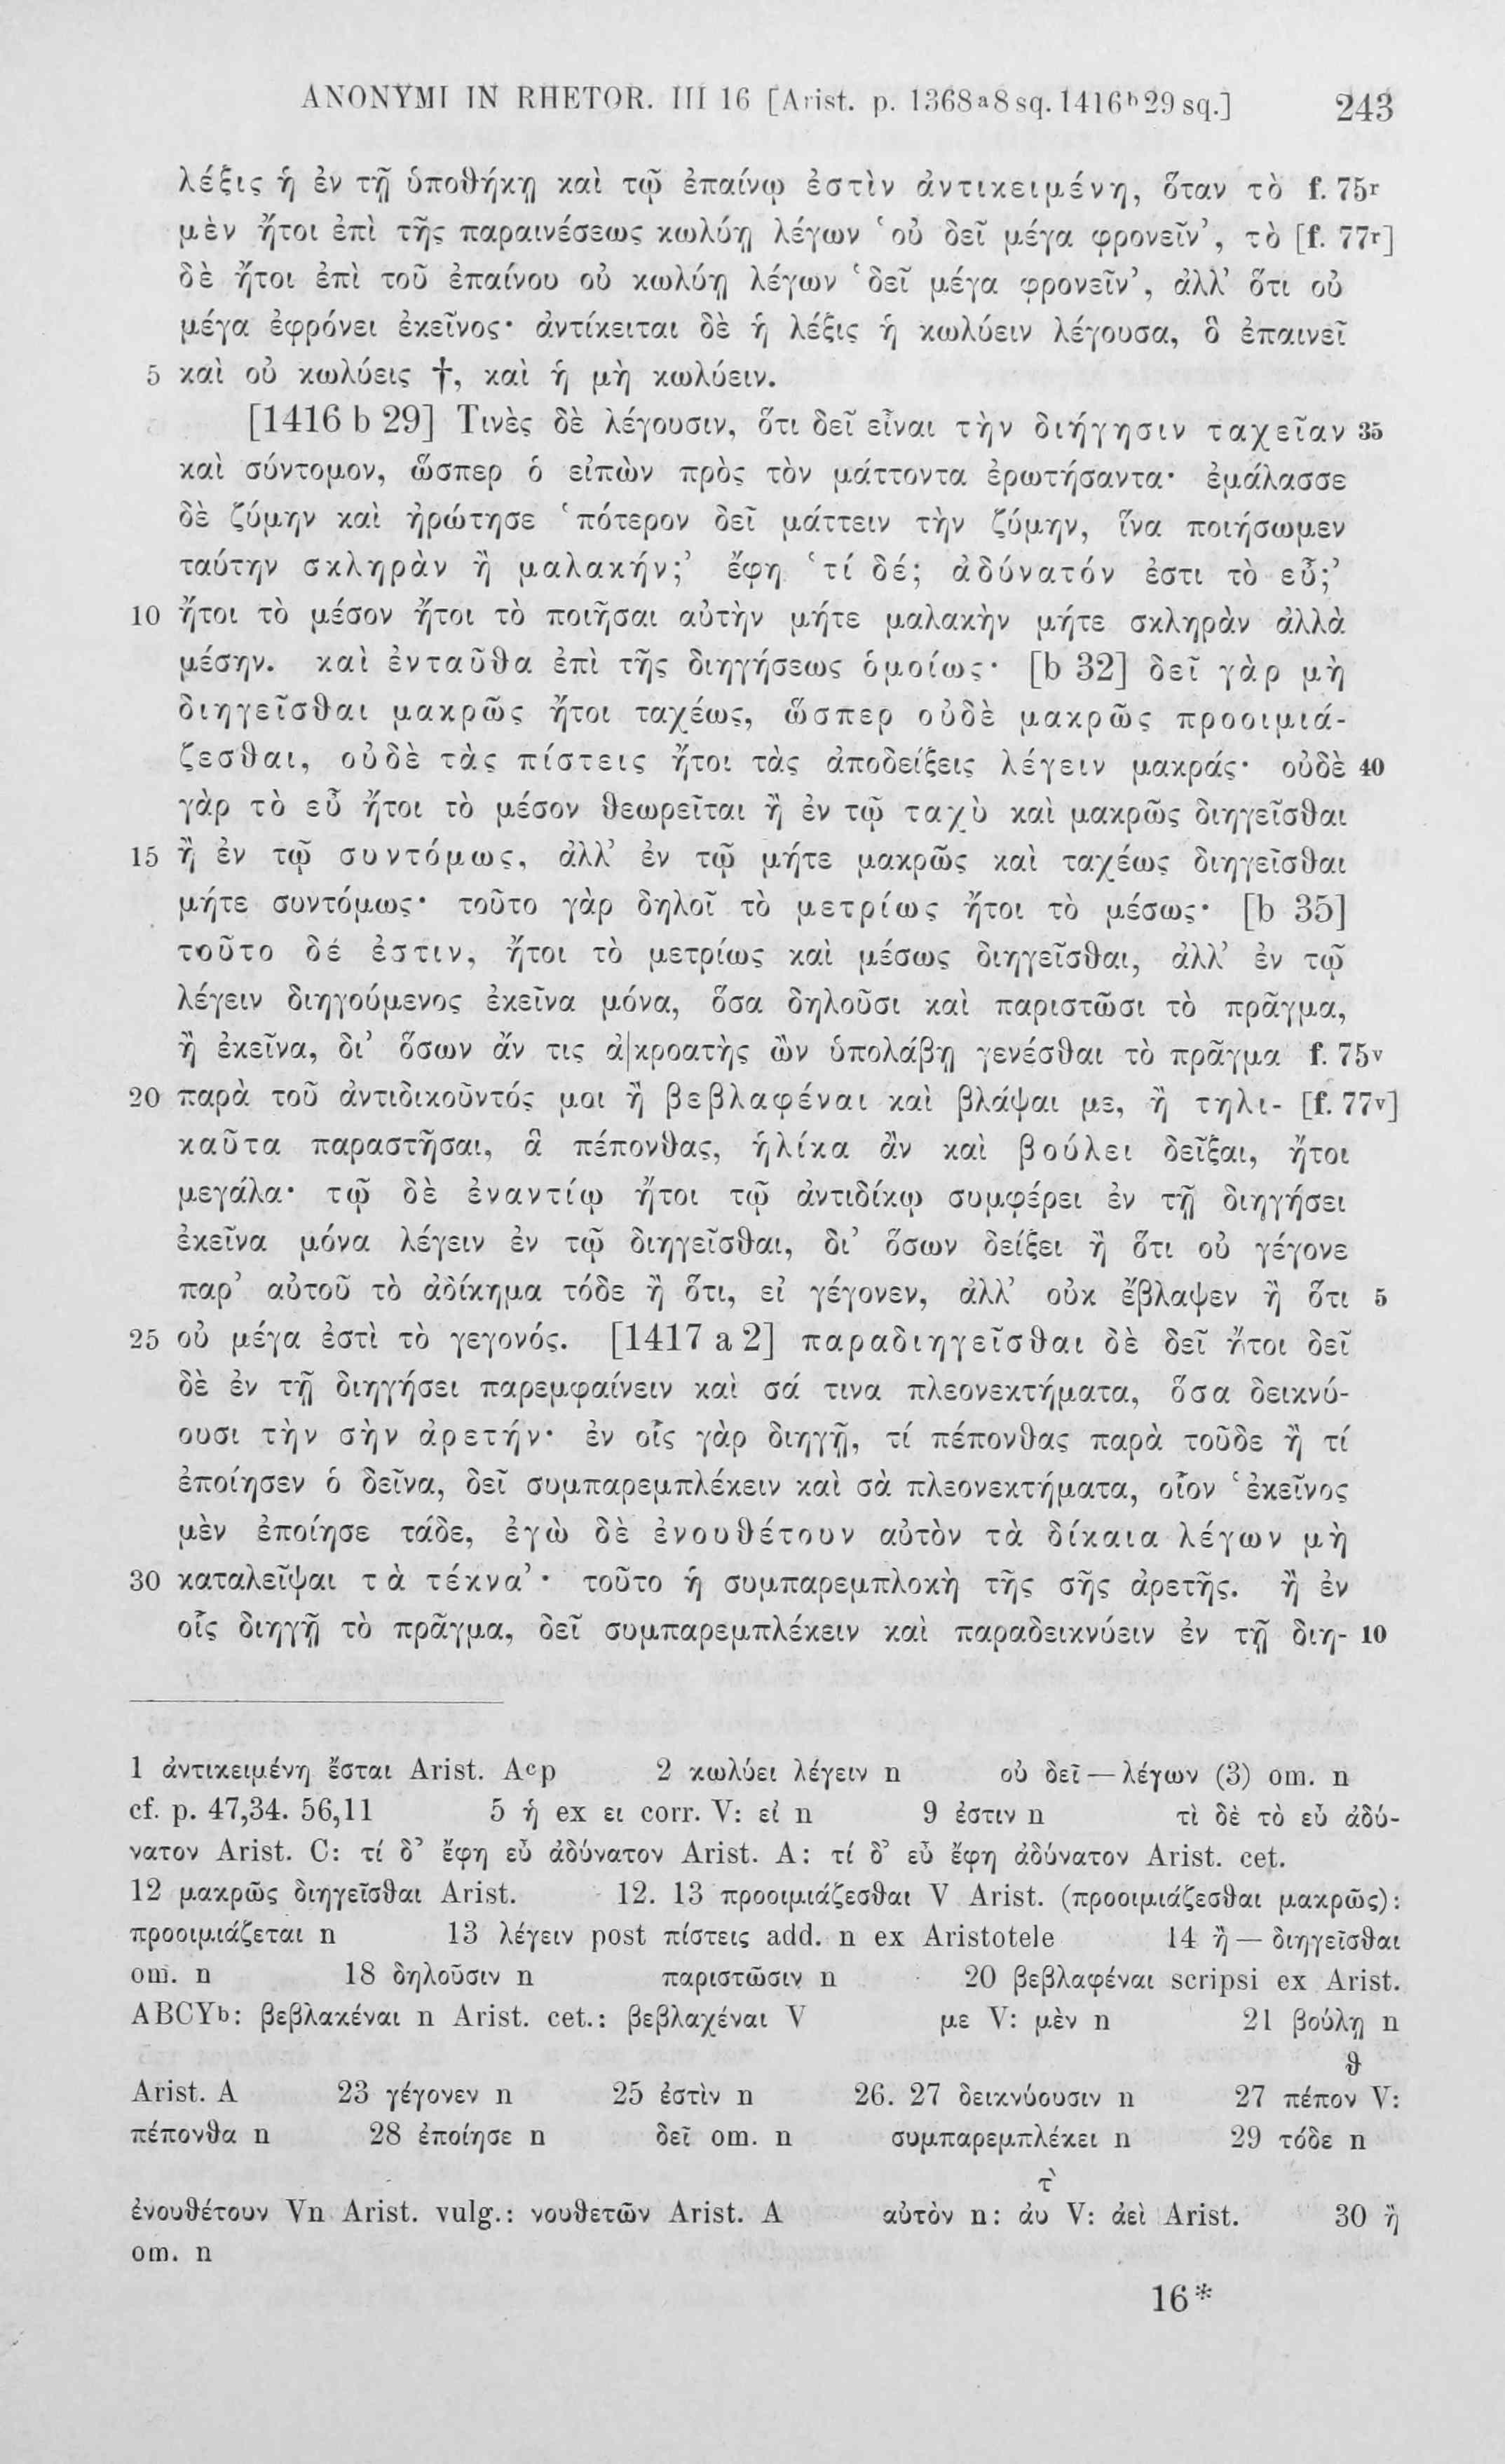 ANONYMI IN RHETOR. III 16 [Arist. p. 1368ᵃ8sq. 1416ᵇ29sq.] 243
λέξις ἡ ἐν τῇ ὑποθήκῃ καὶ τῷ ἐπαίνῳ ἐστὶν ἀντικειμένη, ὅταν τὸ f. 75ʳ
μὲν ἤτοι ἐπὶ τῆς παραινέσεως κωλύῃ λέγων ‘οὐ δεῖ μέγα φρονεῖν’, τὸ [f. 77ʳ]
δὲ ἤτοι ἐπὶ τοῦ ἐπαίνου οὐ κωλύῃ λέγων ‘δεῖ μέγα φρονεῖν’, ἀλλ’ ὅτι οὐ
μέγα ἐφρόνει ἐκεῖνος· ἀντίκειται δὲ ἡ λέξις ἡ κωλύειν λέγουσα, ὃ ἐπαινεῖ
5 καὶ οὐ κωλύεις †, καὶ ἡ μὴ κωλύειν.
[1416 b 29] Τινὲς δὲ λέγουσιν, ὅτι δεῖ εἶναι τὴν διήγησιν ταχεῖαν 35
καὶ σύντομον, ὥσπερ ὁ εἰπὼν πρὸς τὸν μάττοντα ἐρωτήσαντα· ἐμάλασσε
δὲ ζύμην καὶ ἠρώτησε ‘πότερον δεῖ μάττειν τὴν ζύμην, ἵνα ποιήσωμεν
ταύτην σκληρὰν ἢ μαλακήν;’ ἔφη ‘τί δέ; ἀδύνατόν ἐστι τὸ εὖ;’
10 ἤτοι τὸ μέσον ἤτοι τὸ ποιῆσαι αὐτὴν μήτε μαλακὴν μήτε σκληρὰν ἀλλὰ
μέσην. καὶ ἐνταῦθα ἐπὶ τῆς διηγήσεως ὁμοίως· [b 32] δεῖ γὰρ μὴ
διηγεῖσθαι μακρῶς ἤτοι ταχέως, ὥσπερ οὐδὲ μακρῶς προοιμιά-
ζεσθαι, οὐδὲ τὰς πίστεις ἤτοι τὰς ἀποδείξεις λέγειν μακράς· οὐδὲ 40
γὰρ τὸ εὖ ἤτοι τὸ μέσον θεωρεῖται ἢ ἐν τῷ ταχὺ καὶ μακρῶς διηγεῖσθαι
15 ἢ ἐν τῷ συντόμως, ἀλλ’ ἐν τῷ μήτε μακρῶς καὶ ταχέως διηγεῖσθαι
μήτε συντόμως· τοῦτο γὰρ δηλοῖ τὸ μετρίως ἤτοι τὸ μέσως· [b 35]
τοῦτο δέ ἐστιν, ἤτοι τὸ μετρίως καὶ μέσως διηγεῖσθαι, ἀλλ’ ἐν τῷ
λέγειν διηγούμενος ἐκεῖνα μόνα, ὅσα δηλοῦσι καὶ παριστῶσι τὸ πρᾶγμα,
ἢ ἐκεῖνα, δι’ ὅσων ἄν τις ἀ|κροατὴς ὢν ὑπολάβῃ γενέσθαι τὸ πρᾶγμα f. 75ᵛ
20 παρὰ τοῦ ἀντιδικοῦντός μοι ἢ βεβλαφέναι καὶ βλάψαι με, ἢ τηλι- [f. 77ᵛ]
καῦτα παραστῆσαι, ἃ πέπονθας, ἡλίκα ἂν καὶ βούλει δεῖξαι, ἤτοι
μεγάλα· τῷ δὲ ἐναντίῳ ἤτοι τῷ ἀντιδίκῳ συμφέρει ἐν τῇ διηγήσει
ἐκεῖνα μόνα λέγειν ἐν τῷ διηγεῖσθαι, δι’ ὅσων δείξει ἢ ὅτι οὐ γέγονε
παρ’ αὐτοῦ τὸ ἀδίκημα τόδε ἢ ὅτι, εἰ γέγονεν, ἀλλ’ οὐκ ἔβλαψεν ἢ ὅτι 5
25 οὐ μέγα ἐστὶ τὸ γεγονός. [1417 a 2] παραδιηγεῖσθαι δὲ δεῖ ἤτοι δεῖ
δὲ ἐν τῇ διηγήσει παρεμφαίνειν καὶ σά τινα πλεονεκτήματα, ὅσα δεικνύ-
ουσι τὴν σὴν ἀρετήν· ἐν οἷς γὰρ διηγῇ, τί πέπονθας παρὰ τοῦδε ἢ τί
ἐποίησεν ὁ δεῖνα, δεῖ συμπαρεμπλέκειν καὶ σὰ πλεονεκτήματα, οἷον ‘ἐκεῖνος
μὲν ἐποίησε τάδε, ἐγὼ δὲ ἐνουθέτουν αὐτὸν τὰ δίκαια λέγων μὴ
30 καταλεῖψαι τὰ τέκνα’· τοῦτο ἡ συμπαρεμπλοκὴ τῆς σῆς ἀρετῆς. ἢ ἐν
οἷς διηγῇ τὸ πρᾶγμα, δεῖ συμπαρεμπλέκειν καὶ παραδεικνύειν ἐν τῇ διη- 10
1 ἀντικειμένη ἔσται Arist. Aᶜp 2 κωλύει λέγειν n οὐ δεῖ — λέγων (3) om. n
cf. p. 47,34. 56,11 5 ἡ ex ει corr. V: εἰ n 9 ἐστιν n τὶ δὲ τὸ εὖ ἀδύ-
νατον Arist. C: τί δ’ ἔφη εὖ ἀδύνατον Arist. A: τί δ’ εὖ ἔφη ἀδύνατον Arist. cet.
12 μακρῶς διηγεῖσθαι Arist. 12. 13 προοιμιάζεσθαι V Arist. (προοιμιάζεσθαι μακρῶς):
προοιμιάζεται n 13 λέγειν post πίστεις add. n ex Aristotele 14 ἢ — διηγεῖσθαι
om. n 18 δηλοῦσιν n παριστῶσιν n 20 βεβλαφέναι scripsi ex Arist.
ABCYᵇ: βεβλακέναι n Arist. cet.: βεβλαχέναι V με V: μὲν n 21 βούλῃ n
θ
Arist. A 23 γέγονεν n 25 ἐστὶν n 26. 27 δεικνύουσιν n 27 πέπον V:
πέπονθα n 28 ἐποίησε n δεῖ om. n συμπαρεμπλέκει n 29 τόδε n
τ̀
ἐνουθέτουν Vn Arist. vulg.: νουθετῶν Arist. A αὐτὸν n: ἀυ V: ἀεὶ Arist. 30 ἢ
om. n
16*